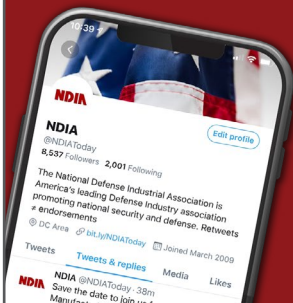 10:39
NDIA
NDIA
Edit profile
@NDIAToday
8,537 Followers 2,001 Following
The National Defense Industrial Association is
America's leading Defense Industry association
promoting national security and defense. Retweets
≠ endorsements
DC Area bit.ly/NDIAToday Joined March 2009
Tweets Tweets & replies Media Likes
NDIA
NDIA @NDIAToday · 38m
Save the date to join